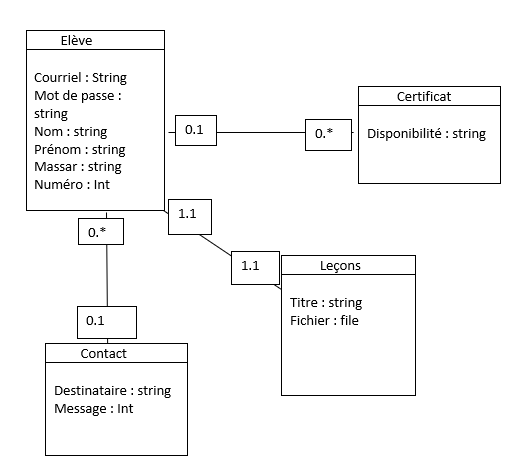 Elève
Courriel : String
Mot de passe :
string
Nom : string
Prénom : string
Massar : string
Numéro : Int
0.1
0.*
Certificat
Disponibilité : string
1.1
1.1
Leçons
Titre : string
Fichier : file
0.*
0.1
Contact
Destinataire : string
Message : Int